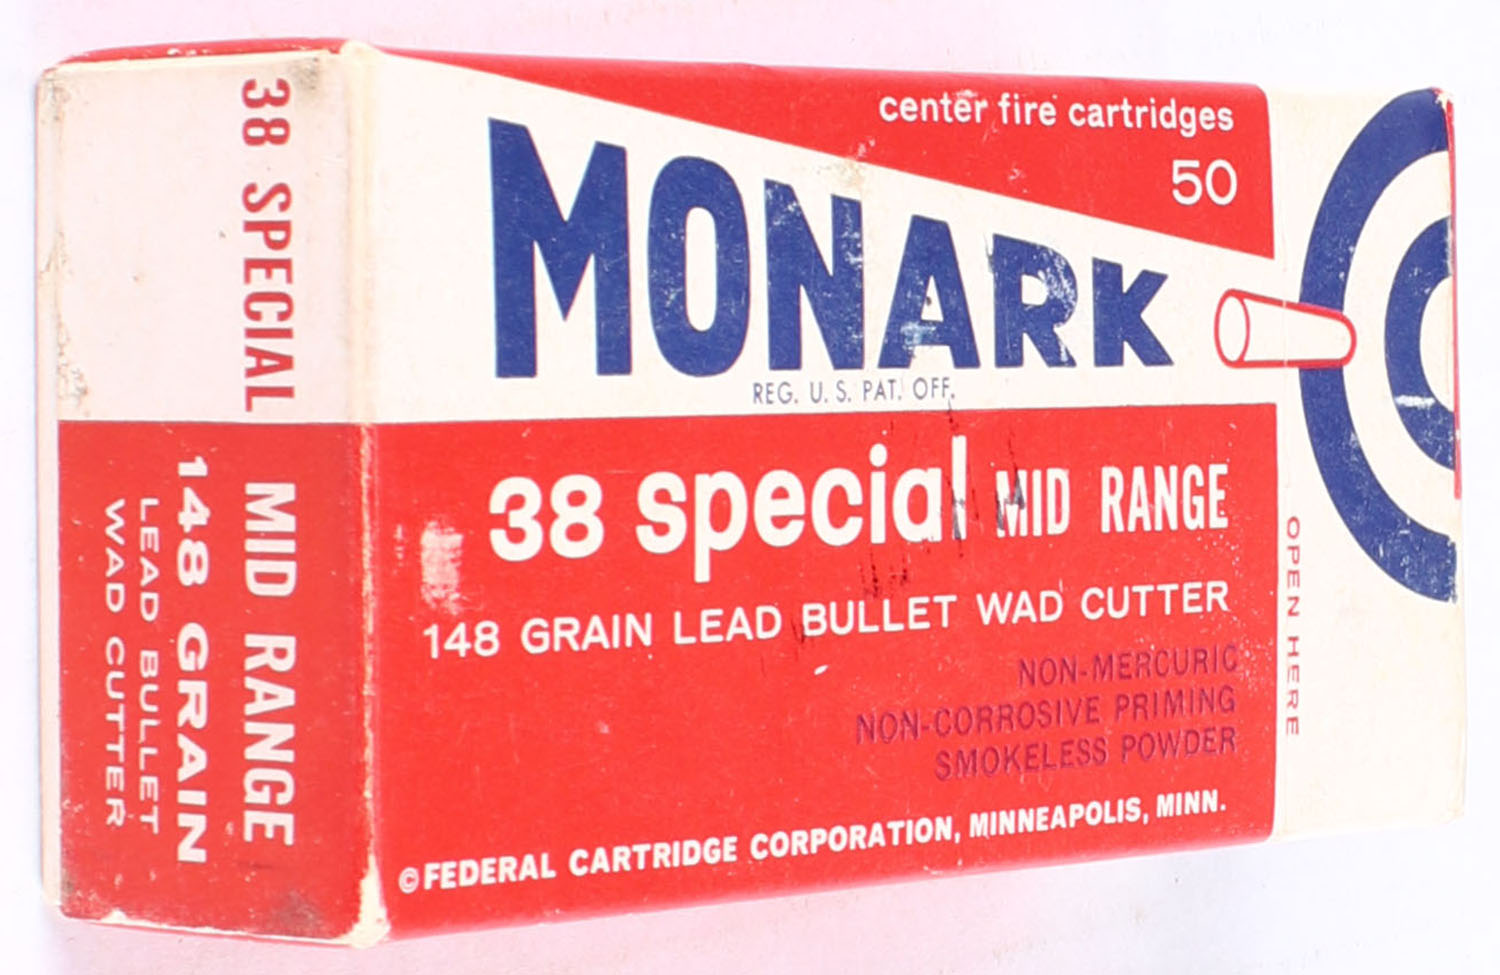 center fire cartridges
50
MONARK
REG. U. S. PAT. OFF.
38 special MID RANGE
148 GRAIN LEAD BULLET WAD CUTTER
NON-MERCURIC
NON-CORROSIVE PRIMING
SMOKELESS POWDER
©FEDERAL CARTRIDGE CORPORATION, MINNEAPOLIS, MINN.
OPEN HERE
38 SPECIAL MID RANGE
148 GRAIN
LEAD BULLET
WAD CUTTER